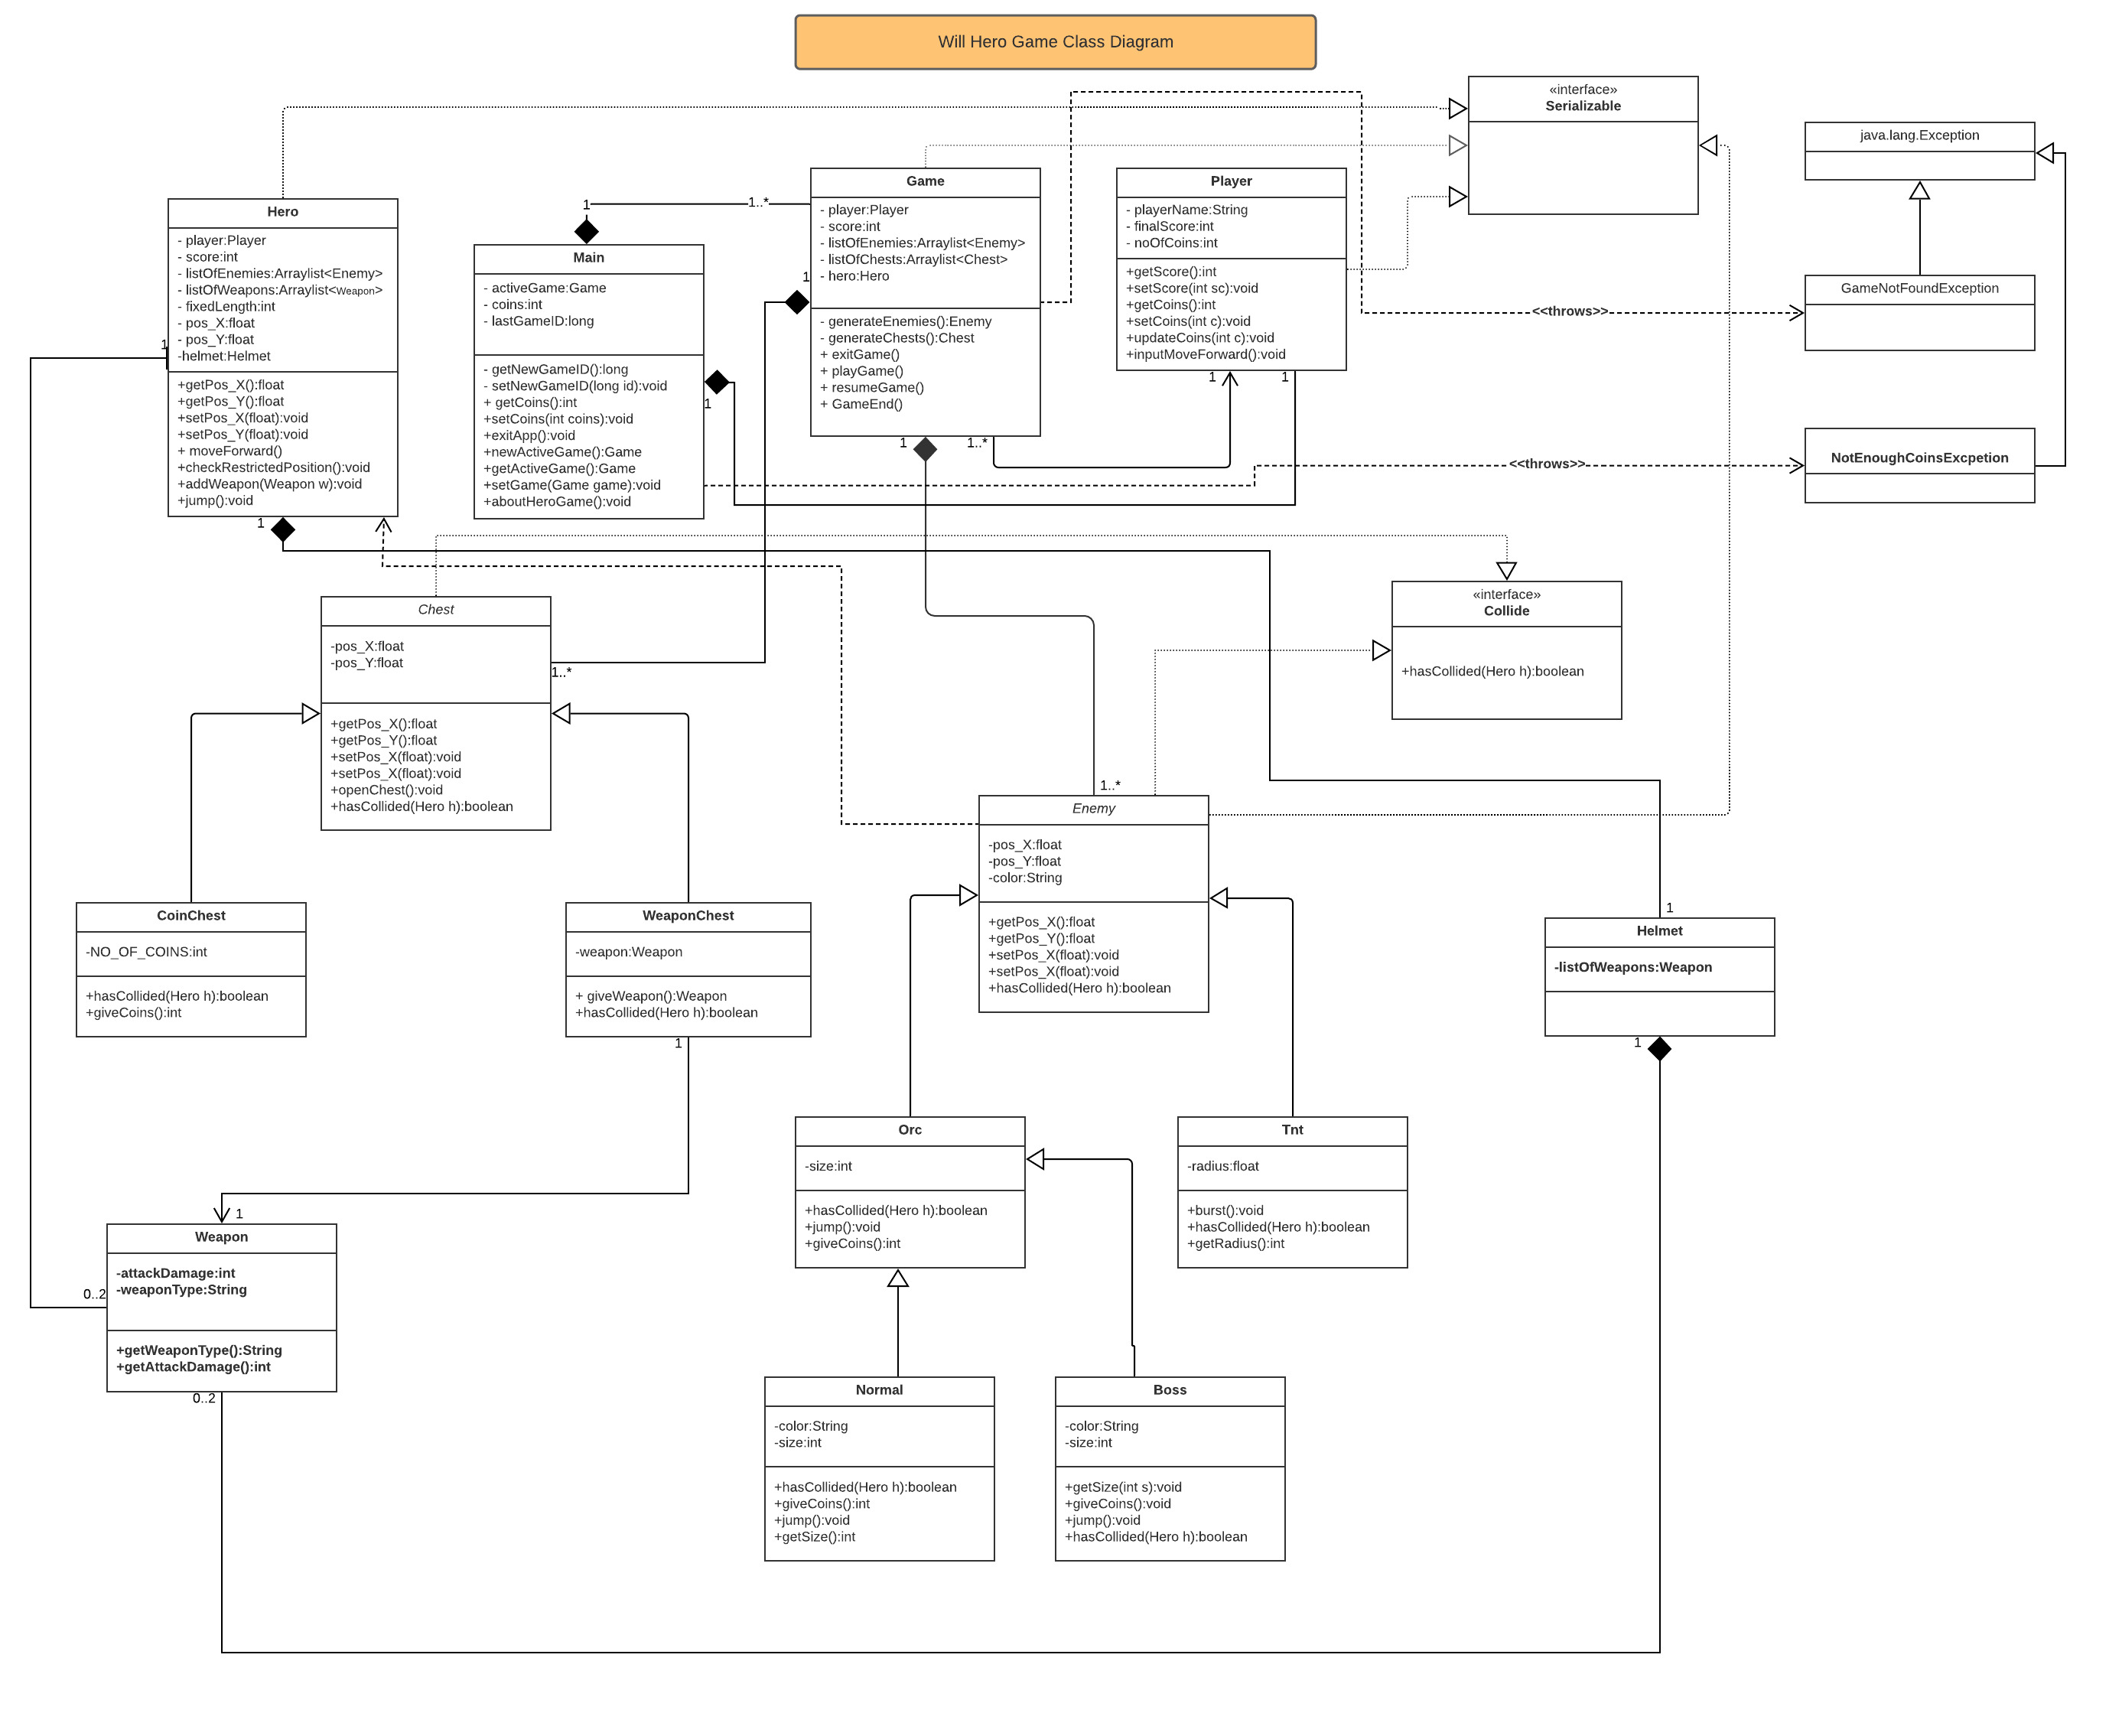 Will Hero Game Class Diagram
«interface»
Serializable
java.lang.Exception
GameNotFoundException
<<throws>>
NotEnoughCoinsExcpetion
<<throws>>
Hero
- player:Player
- score:int
- listOfEnemies:Arraylist<Enemy>
- listOfWeapons:Arraylist<Weapon>
- fixedLength:int
- pos_X:float
- pos_Y:float
-helmet:Helmet
+getPos_X():float
+getPos_Y():float
+setPos_X(float):void
+setPos_Y(float):void
+ moveForward()
+checkRestrictedPosition():void
+addWeapon(Weapon w):void
+jump():void
1
1
1
1..*
Main
- activeGame:Game
- coins:int
- lastGameID:long
- getNewGameID():long
- setNewGameID(long id):void
+ getCoins():int
+setCoins(int coins):void
+exitApp():void
+newActiveGame():Game
+getActiveGame():Game
+setGame(Game game):void
+aboutHeroGame():void
1
Game
- player:Player
- score:int
- listOfEnemies:Arraylist<Enemy>
- listOfChests:Arraylist<Chest>
- hero:Hero
- generateEnemies():Enemy
- generateChests():Chest
+ exitGame()
+ playGame()
+ resumeGame()
+ GameEnd()
1
1
1..*
Player
- playerName:String
- finalScore:int
- noOfCoins:int
+getScore():int
+setScore(int sc):void
+getCoins():int
+setCoins(int c):void
+updateCoins(int c):void
+inputMoveForward():void
1
1
Chest
-pos_X:float
-pos_Y:float
+getPos_X():float
+getPos_Y():float
+setPos_X(float):void
+setPos_X(float):void
+openChest():void
+hasCollided(Hero h):boolean
1..*
«interface»
Collide
+hasCollided(Hero h):boolean
1..*
Enemy
-pos_X:float
-pos_Y:float
-color:String
+getPos_X():float
+getPos_Y():float
+setPos_X(float):void
+setPos_X(float):void
+hasCollided(Hero h):boolean
CoinChest
-NO_OF_COINS:int
+hasCollided(Hero h):boolean
+giveCoins():int
WeaponChest
-weapon:Weapon
+ giveWeapon():Weapon
+hasCollided(Hero h):boolean
1
1
Helmet
-listOfWeapons:Weapon
1
Orc
-size:int
+hasCollided(Hero h):boolean
+jump():void
+giveCoins():int
Tnt
-radius:float
+burst():void
+hasCollided(Hero h):boolean
+getRadius():int
1
Weapon
-attackDamage:int
-weaponType:String
+getWeaponType():String
+getAttackDamage():int
0..2
0..2
Normal
-color:String
-size:int
+hasCollided(Hero h):boolean
+giveCoins():int
+jump():void
+getSize():int
Boss
-color:String
-size:int
+getSize(int s):void
+giveCoins():void
+jump():void
+hasCollided(Hero h):boolean